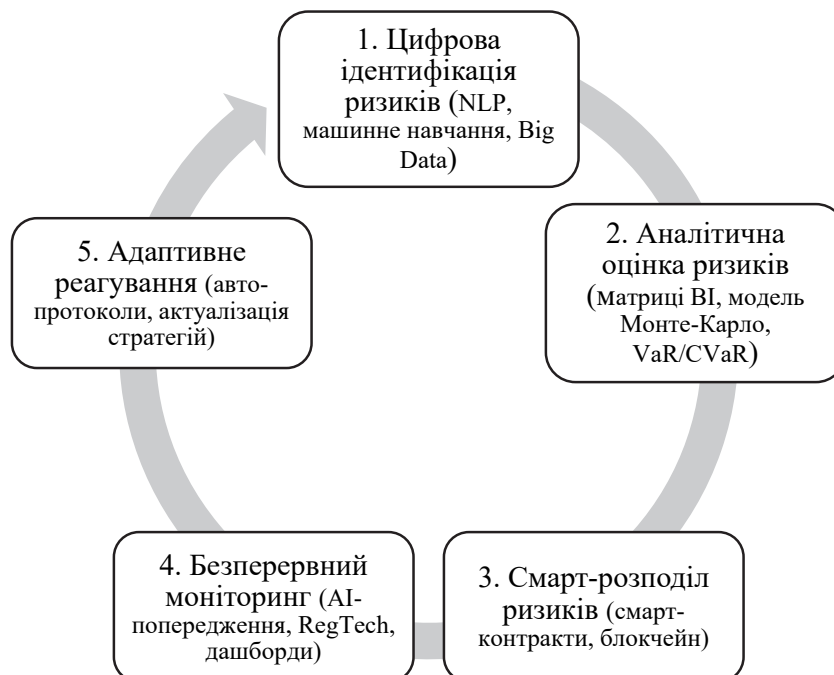 1. Цифрова
ідентифікація
ризиків (NLP,
машинне навчання, Big
Data)
2. Аналітична
оцінка ризиків
(матриці BI, модель
Монте-Карло,
VaR/CVaR)
3. Смарт-розподіл
ризиків (смарт-
контракти, блокчейн)
4. Безперервний
моніторинг (AI-
попередження, RegTech,
дашборди)
5. Адаптивне
реагування (авто-
протоколи, актуалізація
стратегій)